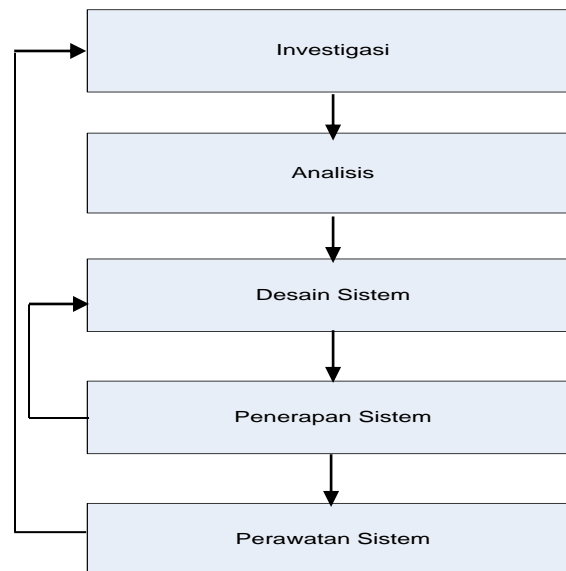 Investigasi
Analisis
Desain Sistem
Penerapan Sistem
Perawatan Sistem